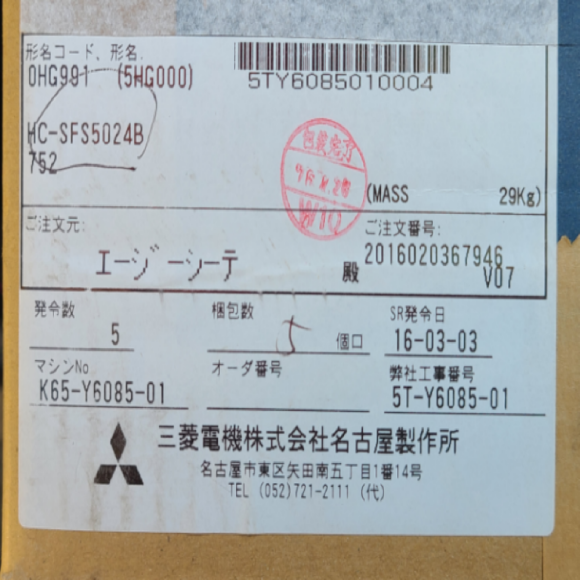 形名コード、形名
0HG991 (5HG000)
5TY6085010004
HC-SFS5024B
752
包装完了
W10
(MASS 29Kg)
ご注文元:
エージーシーテ 殿
ご注文番号:
2016020367946
V07
発令数
5
梱包数
5 個口
SR発令日
16-03-03
マシンNo
K65-Y6085-01
オーダ番号
弊社工事番号
5T-Y6085-01
三菱電機株式会社名古屋製作所
名古屋市東区矢田南五丁目1番14号
TEL (052)721-2111 (代)